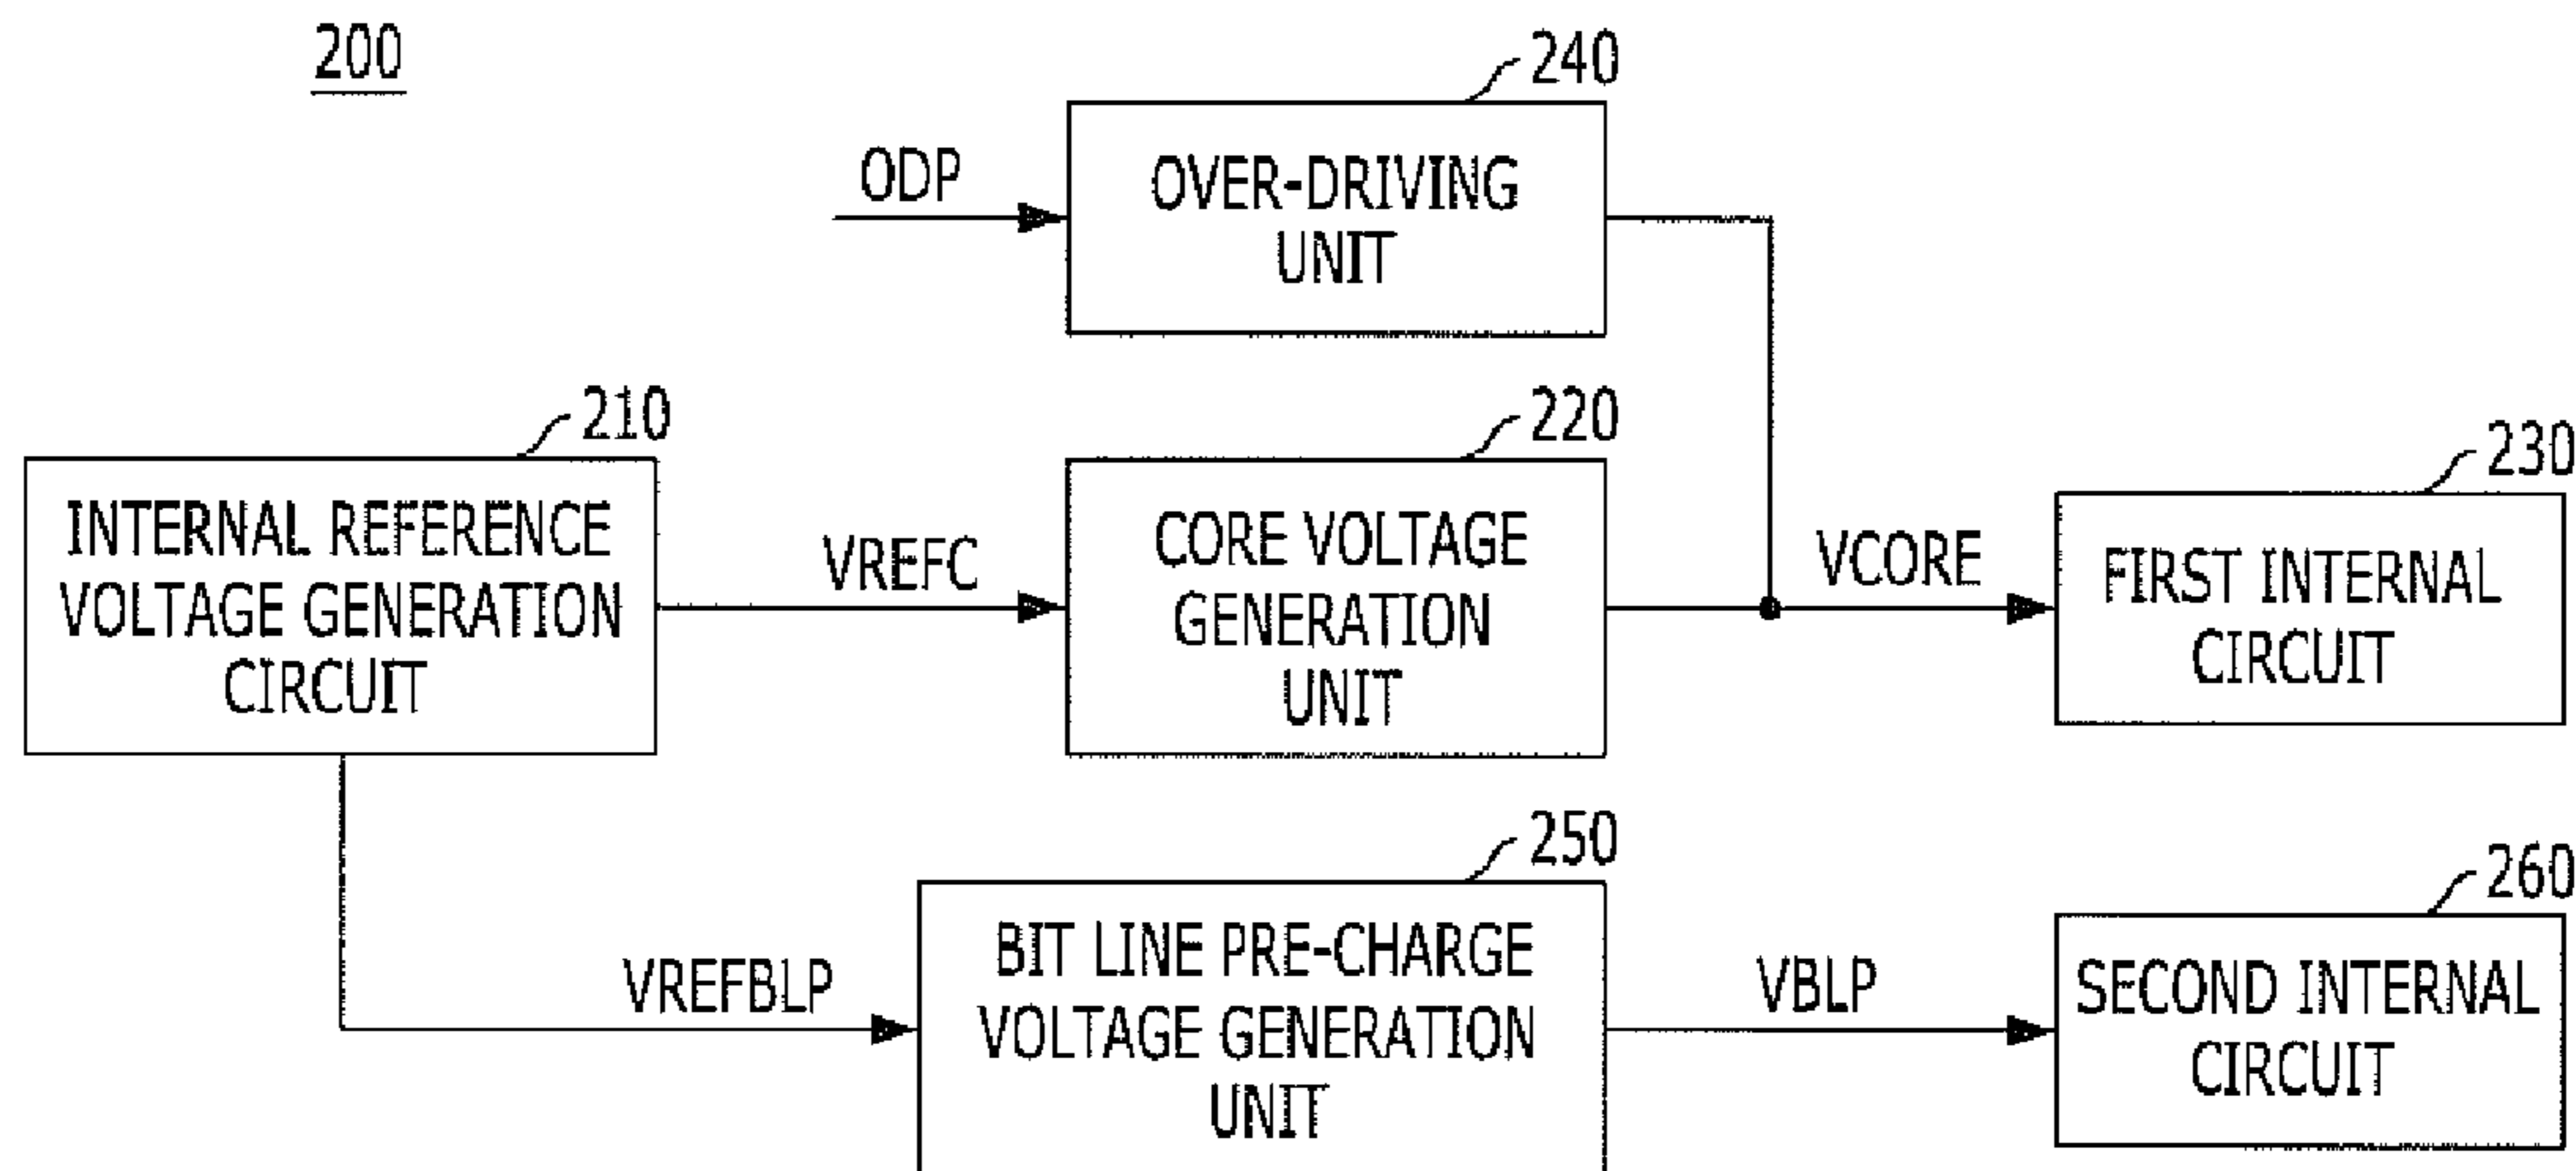 200
240
ODP
OVER-DRIVING
UNIT
210
220
230
INTERNAL REFERENCE
VOLTAGE GENERATION
CIRCUIT
VREFC
CORE VOLTAGE
GENERATION
UNIT
VCORE
FIRST INTERNAL
CIRCUIT
250
260
VREFBLP
BIT LINE PRE-CHARGE
VOLTAGE GENERATION
UNIT
VBLP
SECOND INTERNAL
CIRCUIT